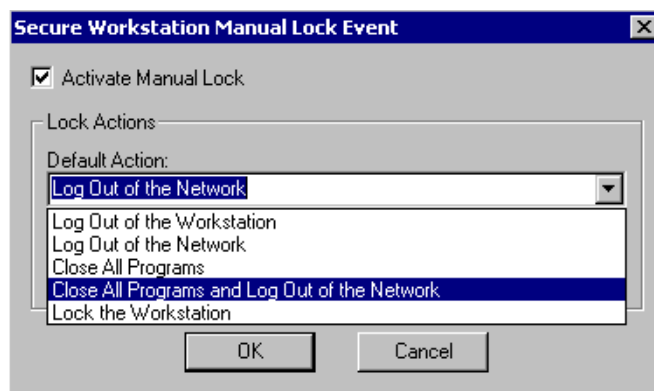 Secure Workstation Manual Lock Event
Activate Manual Lock
Lock Actions
Default Action:
Log Out of the Network
Log Out of the Workstation
Log Out of the Network
Close All Programs
Close All Programs and Log Out of the Network
Lock the Workstation
OK Cancel